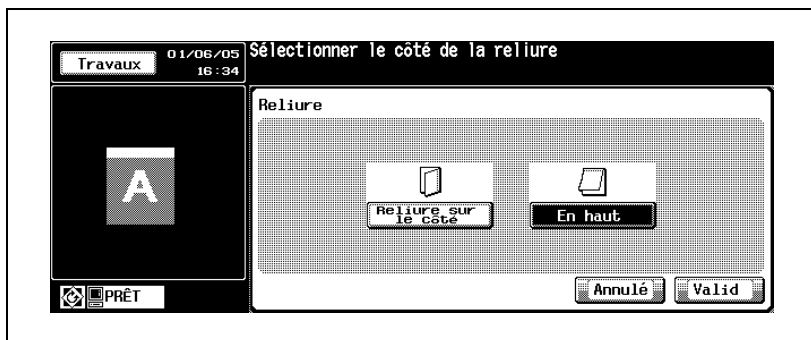 Travaux
01/06/05
16:34
Sélectionner le côté de la reliure
Reliure
A
Reliure sur
le côté
En haut
PRÊT
Annulé
Valid